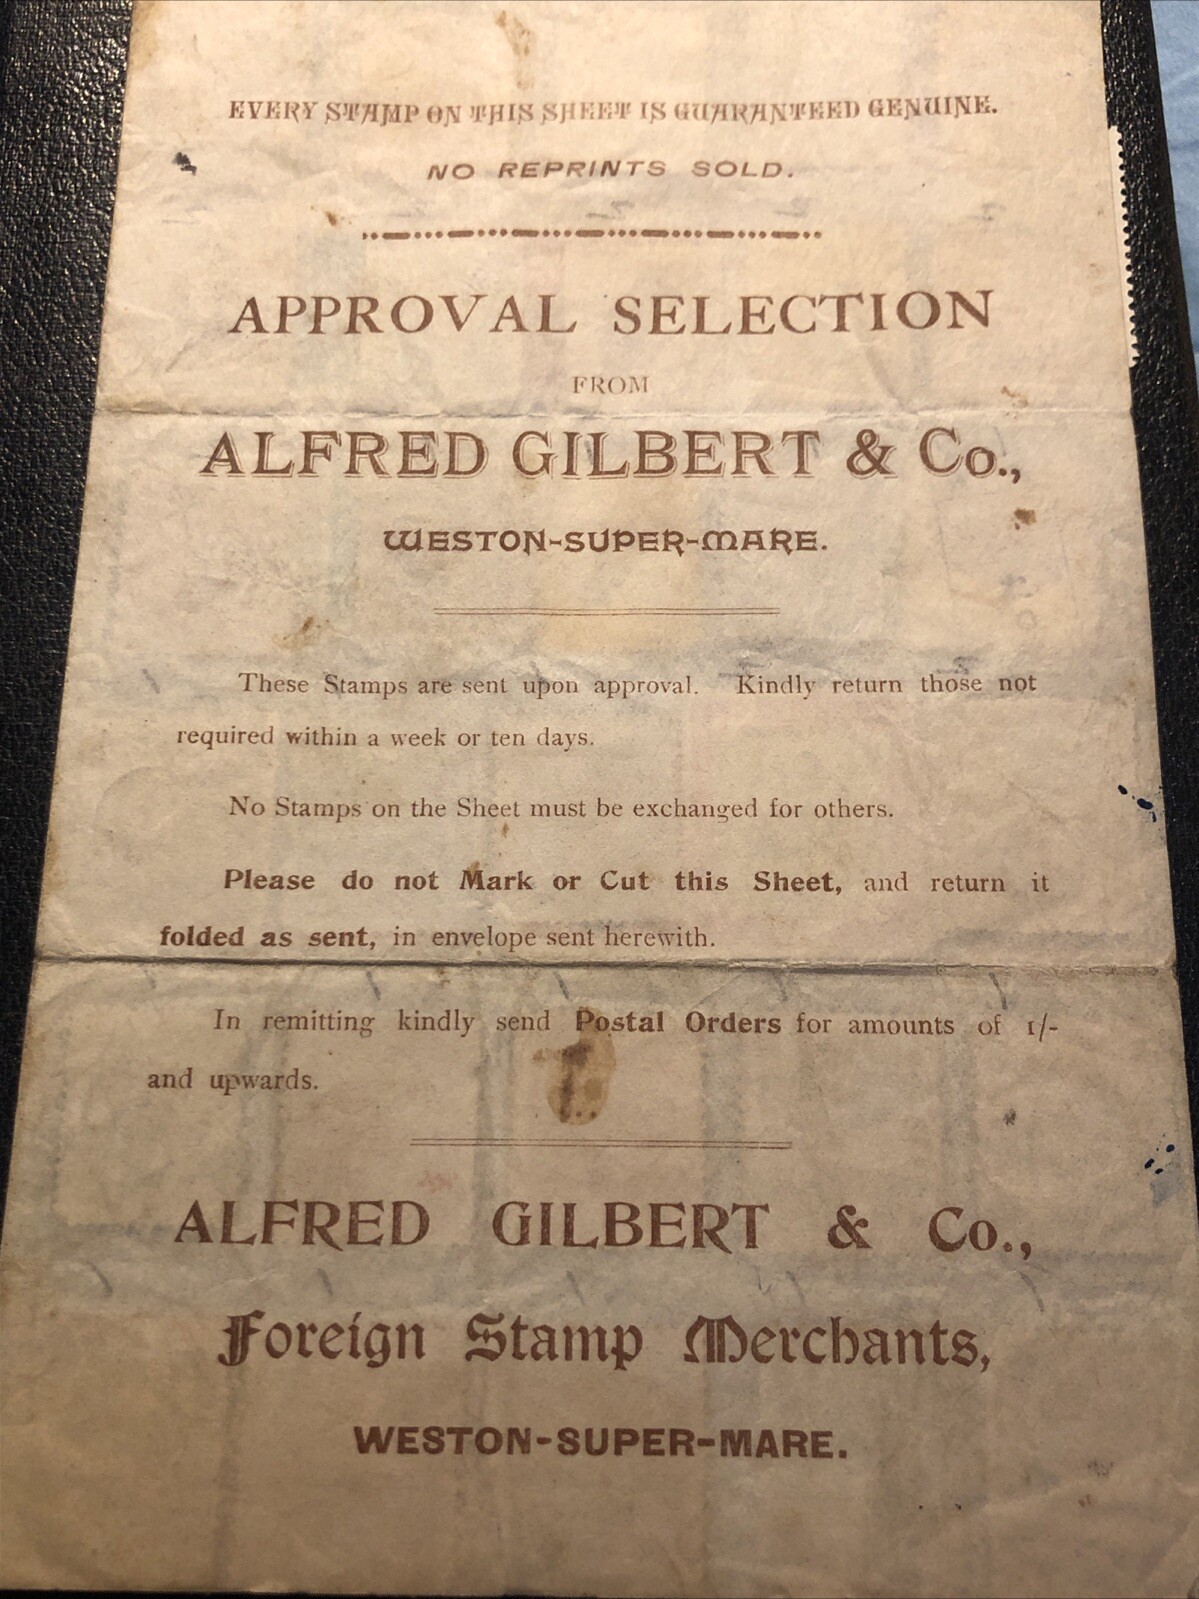 EVERY STAMP ON THIS SHEET IS GUARANTEED GENUINE.
NO REPRINTS SOLD.
APPROVAL SELECTION
FROM
ALFRED GILBERT & Co.,
WESTON-SUPER-MARE.
These Stamps are sent upon approval. Kindly return those not
required within a week or ten days.
No Stamps on the Sheet must be exchanged for others.
Please do not Mark or Cut this Sheet, and return it
folded as sent, in envelope sent herewith.
In remitting kindly send Postal Orders for amounts of 1/-
and upwards.
ALFRED GILBERT & Co.,
Foreign Stamp Merchants,
WESTON-SUPER-MARE.